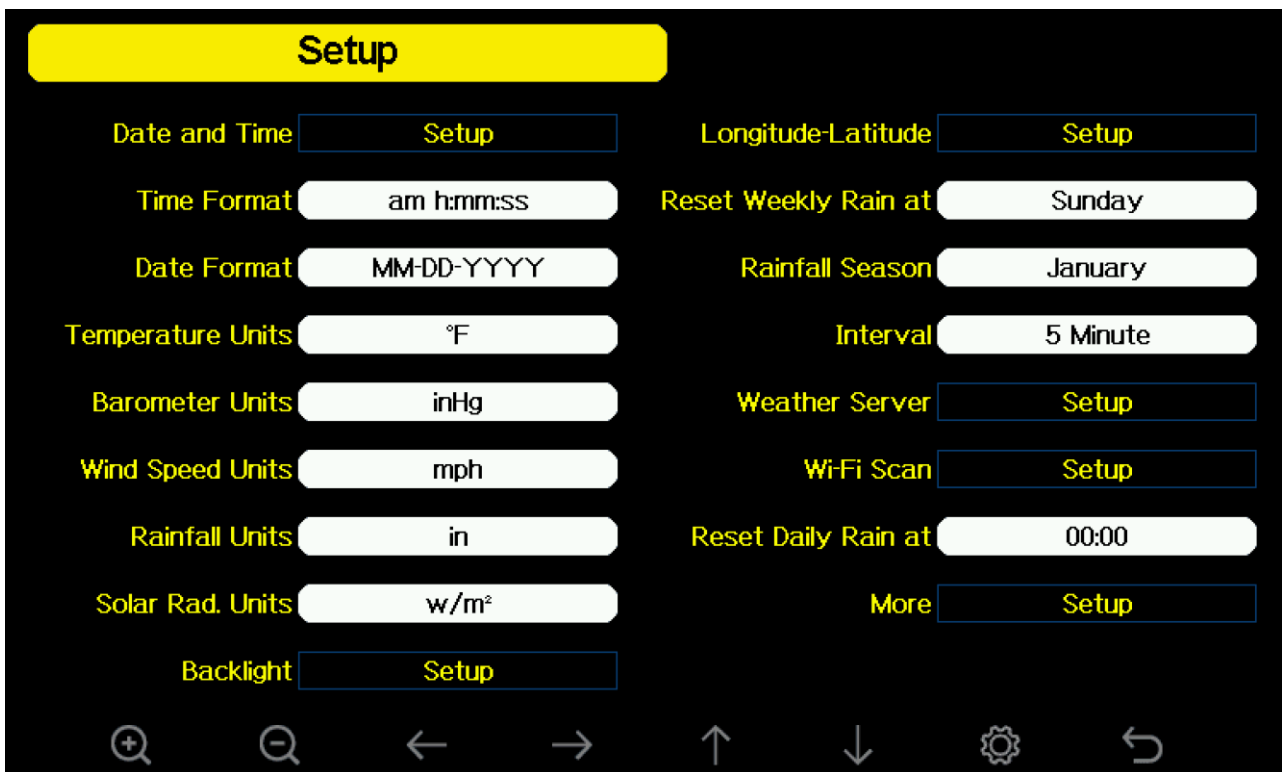 Setup
Date and Time Setup
Time Format am h:mm:ss
Date Format MM-DD-YYYY
Temperature Units °F
Barometer Units inHg
Wind Speed Units mph
Rainfall Units in
Solar Rad. Units w/m²
Backlight Setup
Longitude-Latitude Setup
Reset Weekly Rain at Sunday
Rainfall Season January
Interval 5 Minute
Weather Server Setup
Wi-Fi Scan Setup
Reset Daily Rain at 00:00
More Setup